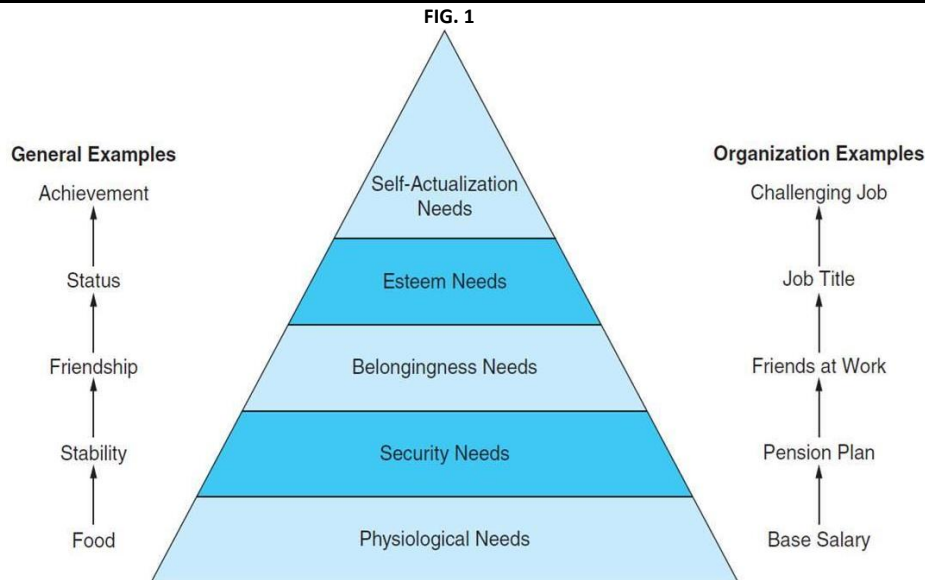 FIG. 1
General Examples
Achievement
Status
Friendship
Stability
Food
Self-Actualization
Needs
Esteem Needs
Belongingness Needs
Security Needs
Physiological Needs
Organization Examples
Challenging Job
Job Title
Friends at Work
Pension Plan
Base Salary